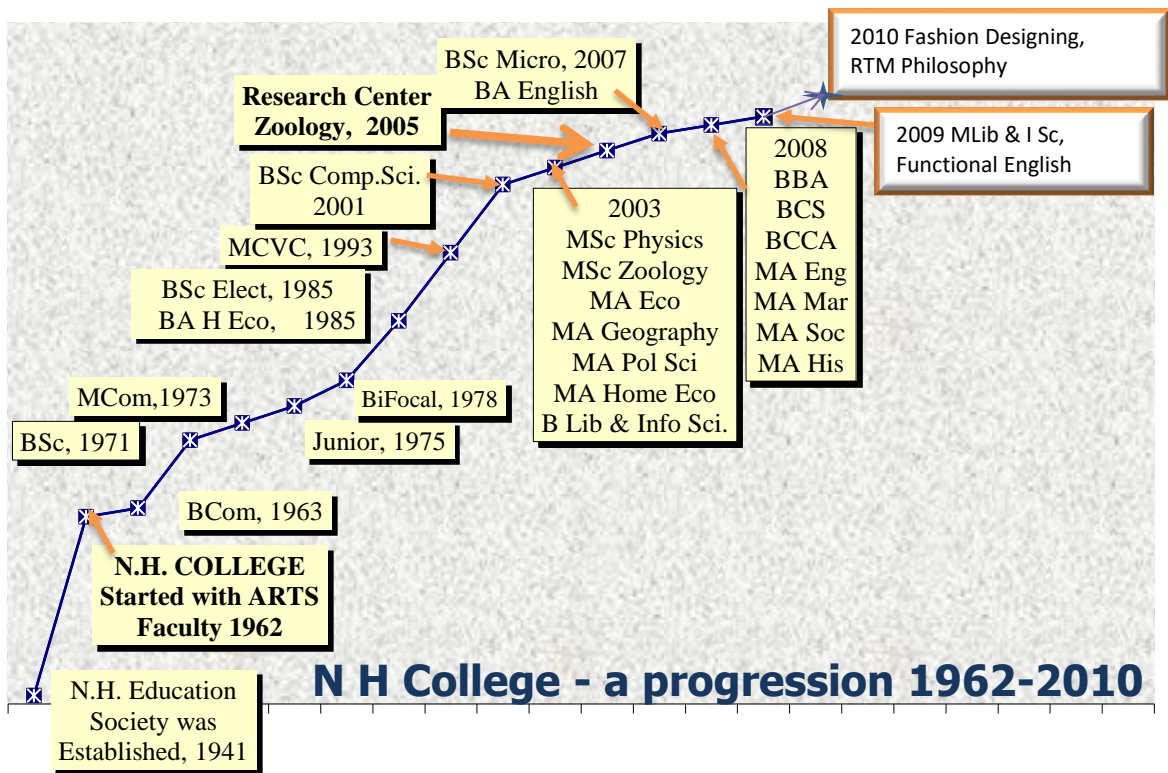 2010 Fashion Designing,
RTM Philosophy
BSc Micro, 2007
BA English
Research Center
Zoology, 2005
2009 MLib & I Sc,
Functional English
BSc Comp.Sci.
2001
2008
BBA
BCS
BCCA
MA Eng
MA Mar
MA Soc
MA His
2003
MSc Physics
MSc Zoology
MA Eco
MA Geography
MA Pol Sci
MA Home Eco
B Lib & Info Sci.
MCVC, 1993
BSc Elect, 1985
BA H Eco, 1985
MCom,1973
BiFocal, 1978
BSc, 1971
Junior, 1975
BCom, 1963
N.H. COLLEGE
Started with ARTS
Faculty 1962
N H College - a progression 1962-2010
N.H. Education
Society was
Established, 1941